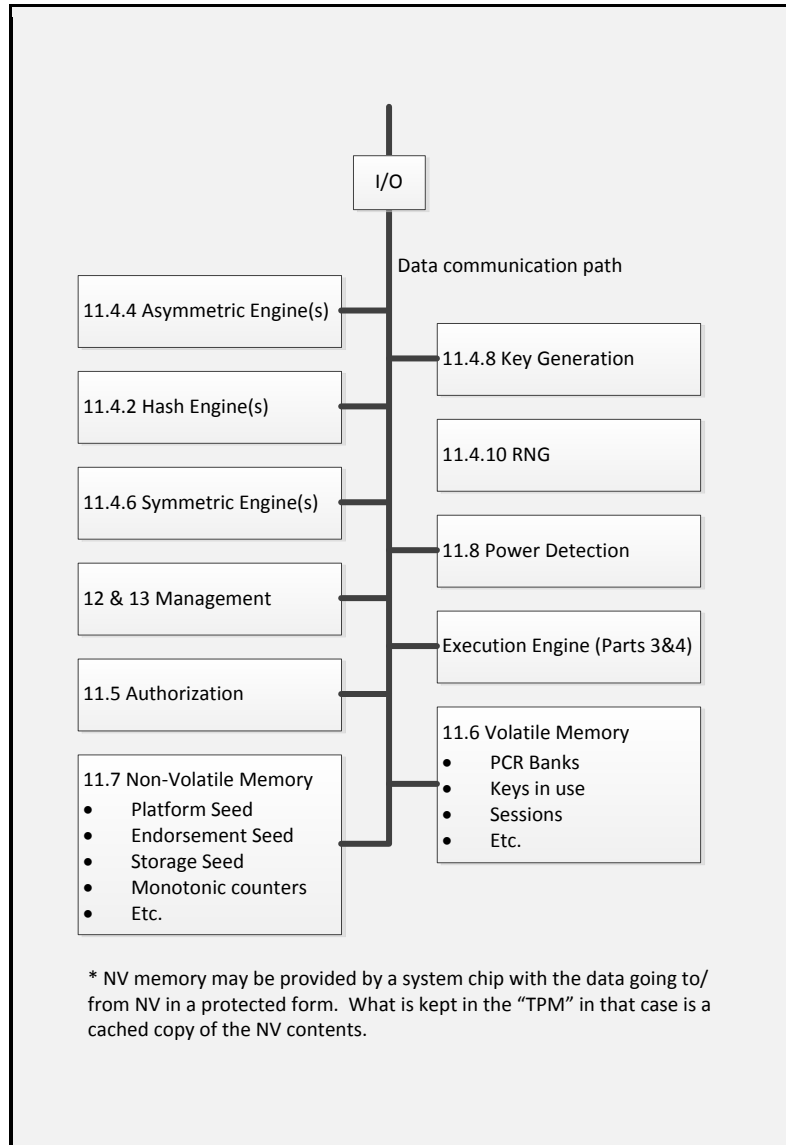 I/O
Data communication path
11.4.4 Asymmetric Engine(s)
11.4.8 Key Generation
11.4.2 Hash Engine(s)
11.4.10 RNG
11.4.6 Symmetric Engine(s)
11.8 Power Detection
12 & 13 Management
Execution Engine (Parts 3&4)
11.5 Authorization
11.6 Volatile Memory
• PCR Banks
• Keys in use
• Sessions
• Etc.
11.7 Non-Volatile Memory
• Platform Seed
• Endorsement Seed
• Storage Seed
• Monotonic counters
• Etc.
* NV memory may be provided by a system chip with the data going to/
from NV in a protected form.  What is kept in the “TPM” in that case is a
cached copy of the NV contents.